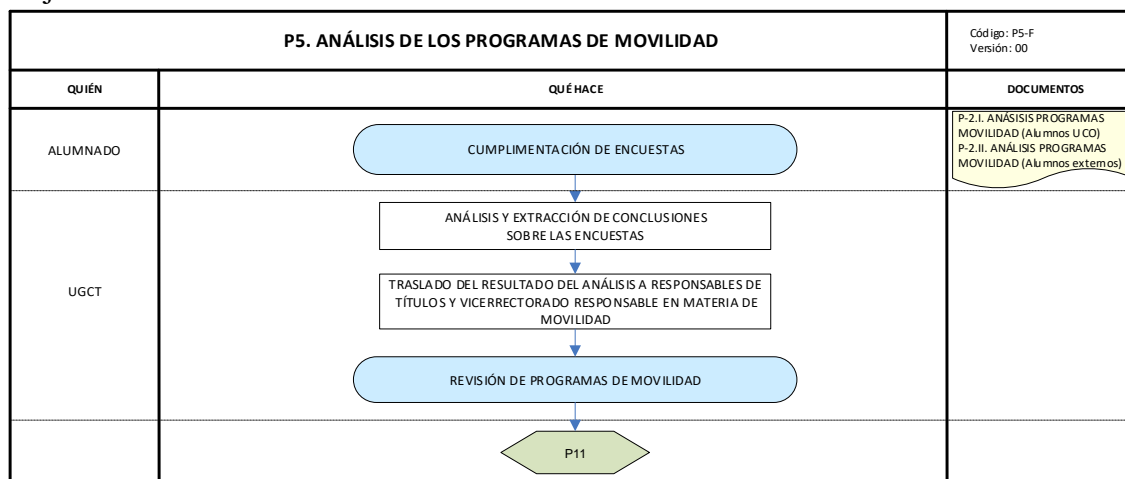 P5. ANÁLISIS DE LOS PROGRAMAS DE MOVILIDAD
Código: P5-F
Versión: 00
QUIÉN
QUÉ HACE
DOCUMENTOS
ALUMNADO
CUMPLIMENTACIÓN DE ENCUESTAS
P-2.I. ANÁSISIS PROGRAMAS
MOVILIDAD (Alumnos UCO)
P-2.II. ANÁLISIS PROGRAMAS
MOVILIDAD (Alumnos externos)
UGCT
ANÁLISIS Y EXTRACCIÓN DE CONCLUSIONES
SOBRE LAS ENCUESTAS
TRASLADO DEL RESULTADO DEL ANÁLISIS A RESPONSABLES DE
TÍTULOS Y VICERRECTORADO RESPONSABLE EN MATERIA DE
MOVILIDAD
REVISIÓN DE PROGRAMAS DE MOVILIDAD
P11